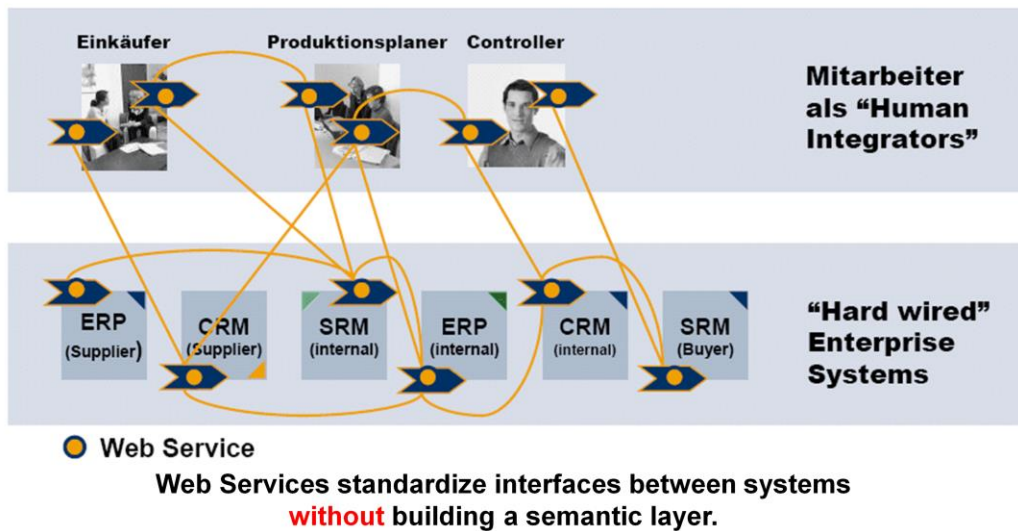 Einkäufer
Produktionsplaner
Controller
Mitarbeiter
als “Human
Integrators”
ERP
(Supplier)
CRM
(Supplier)
SRM
(internal)
ERP
(internal)
CRM
(internal)
SRM
(Buyer)
“Hard wired”
Enterprise
Systems
Web Service
Web Services standardize interfaces between systems
without building a semantic layer.